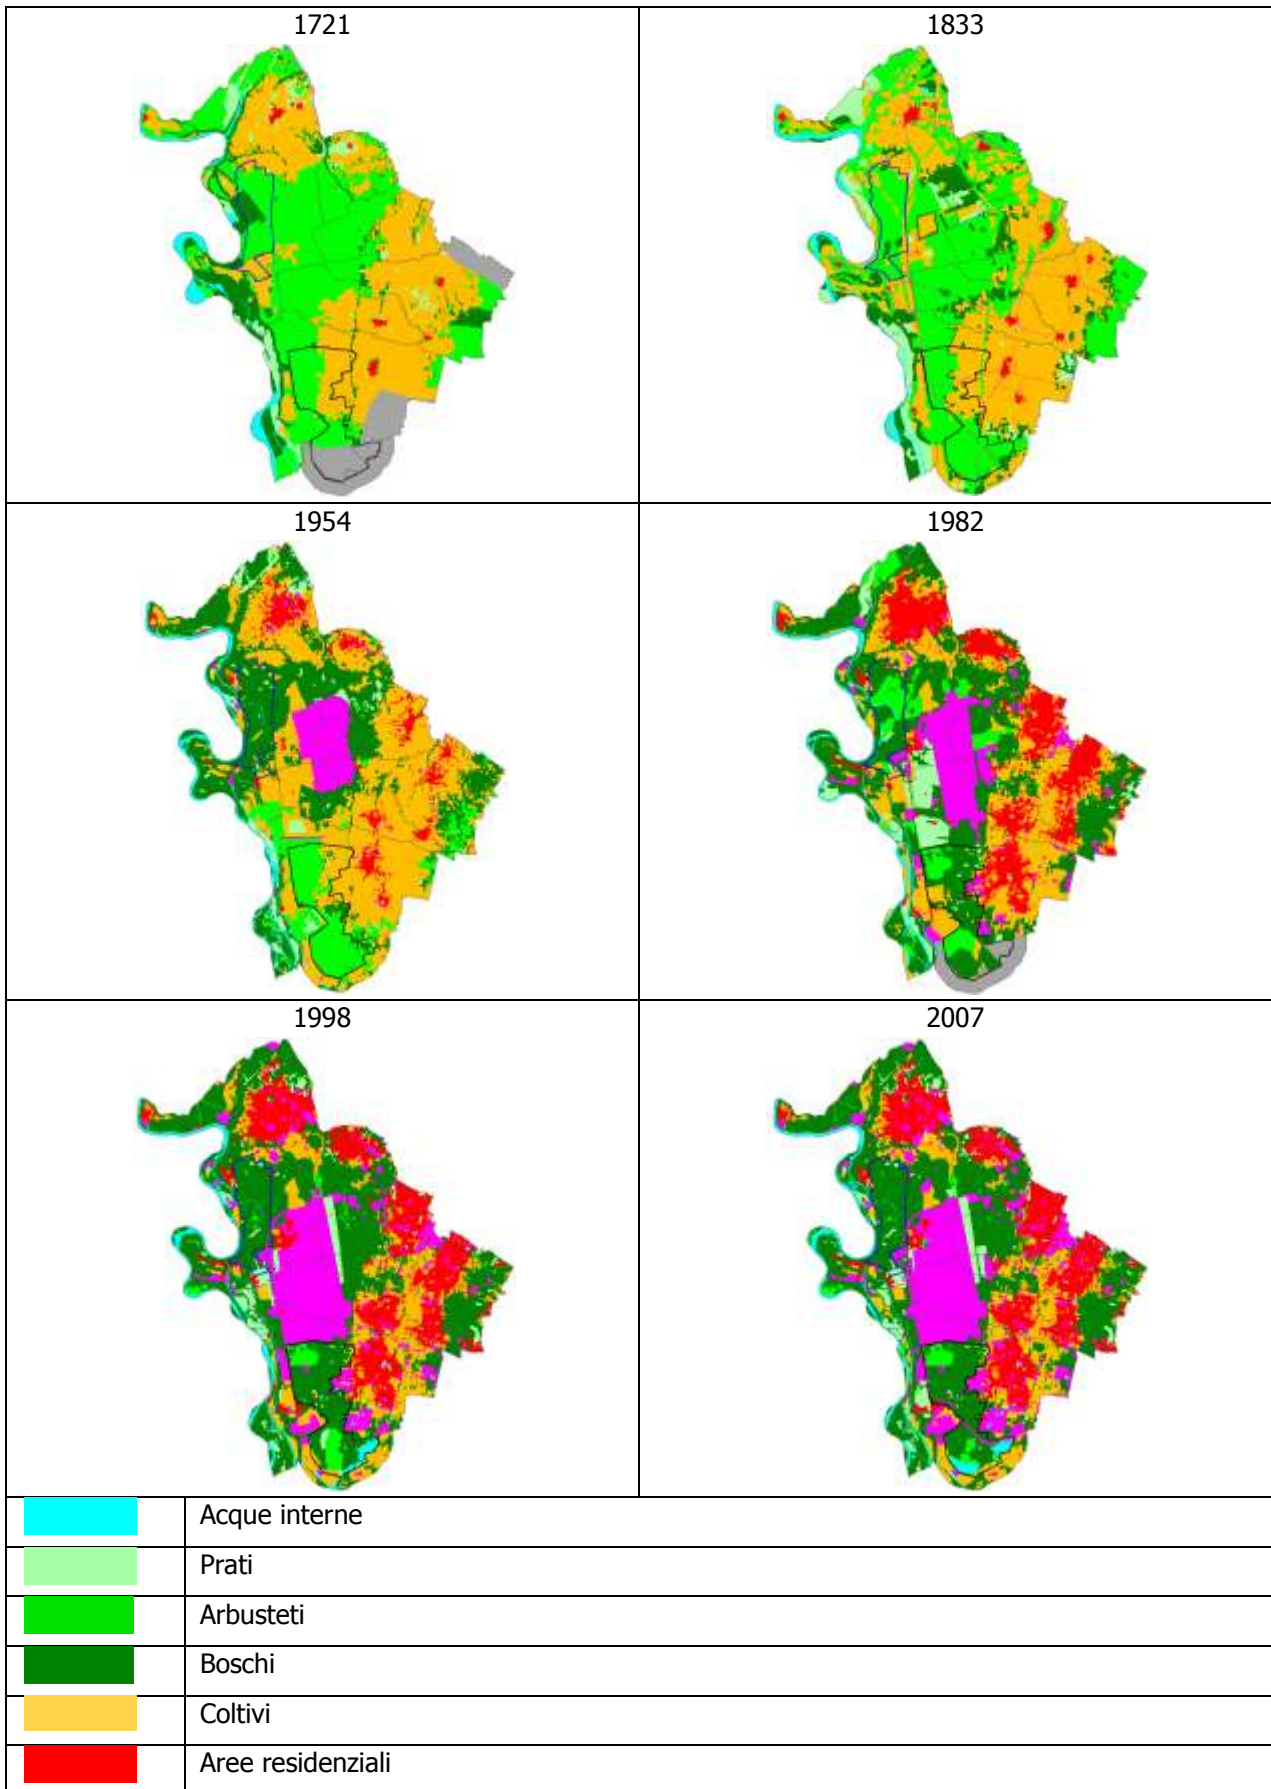 1721
1833
1954
1982
1998
2007
Acque interne
Prati
Arbusteti
Boschi
Coltivi
Aree residenziali